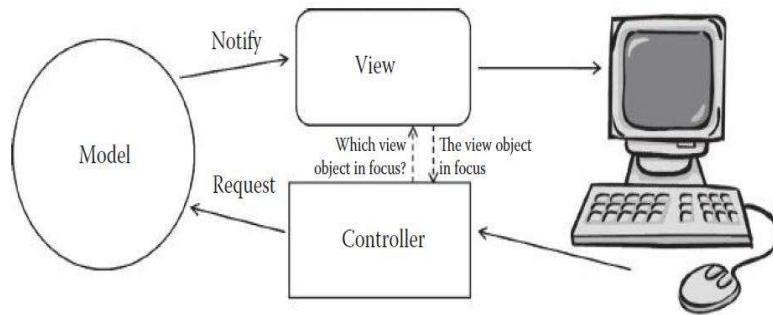 Notify
View
Model
Which view
object in focus?
The view object
in focus
Request
Controller